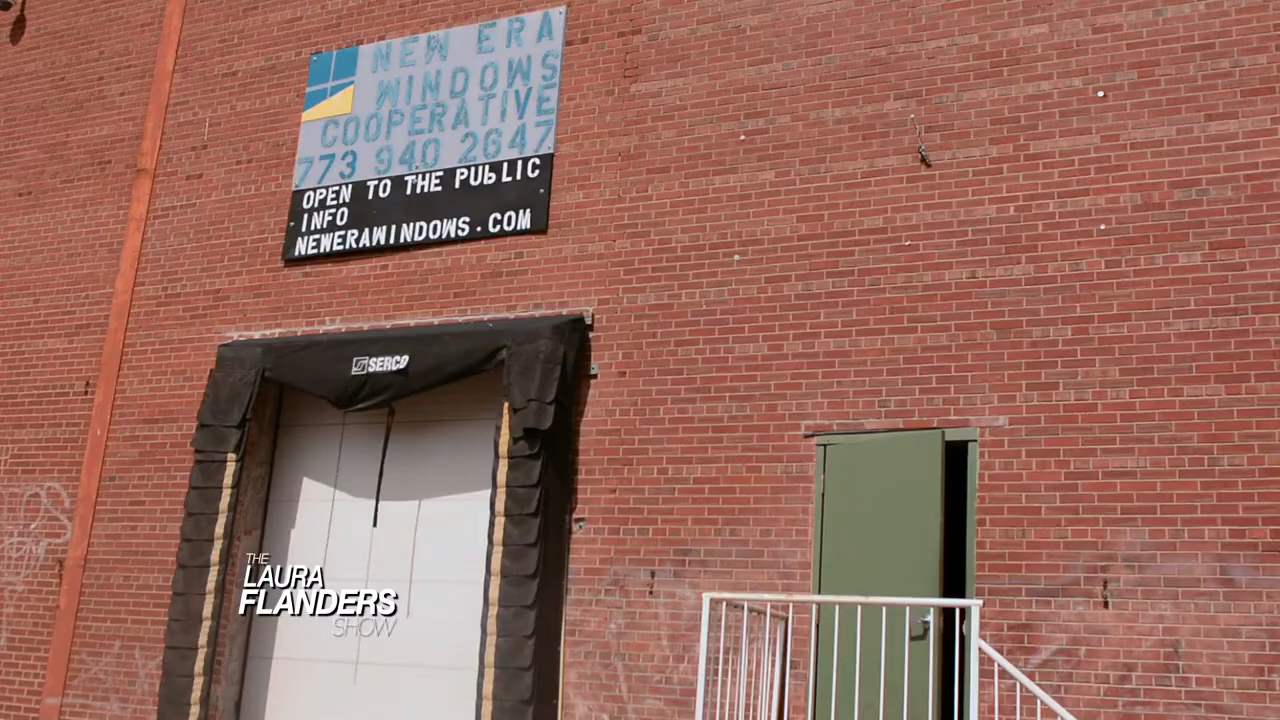 NEW ERA
WINDOWS
COOPERATIVE
773 940 2647
OPEN TO THE PUbLIC
INFO
NEWERAWINDOWS.COM
SERCO
THE
LAURA
FLANDERS
SHOW